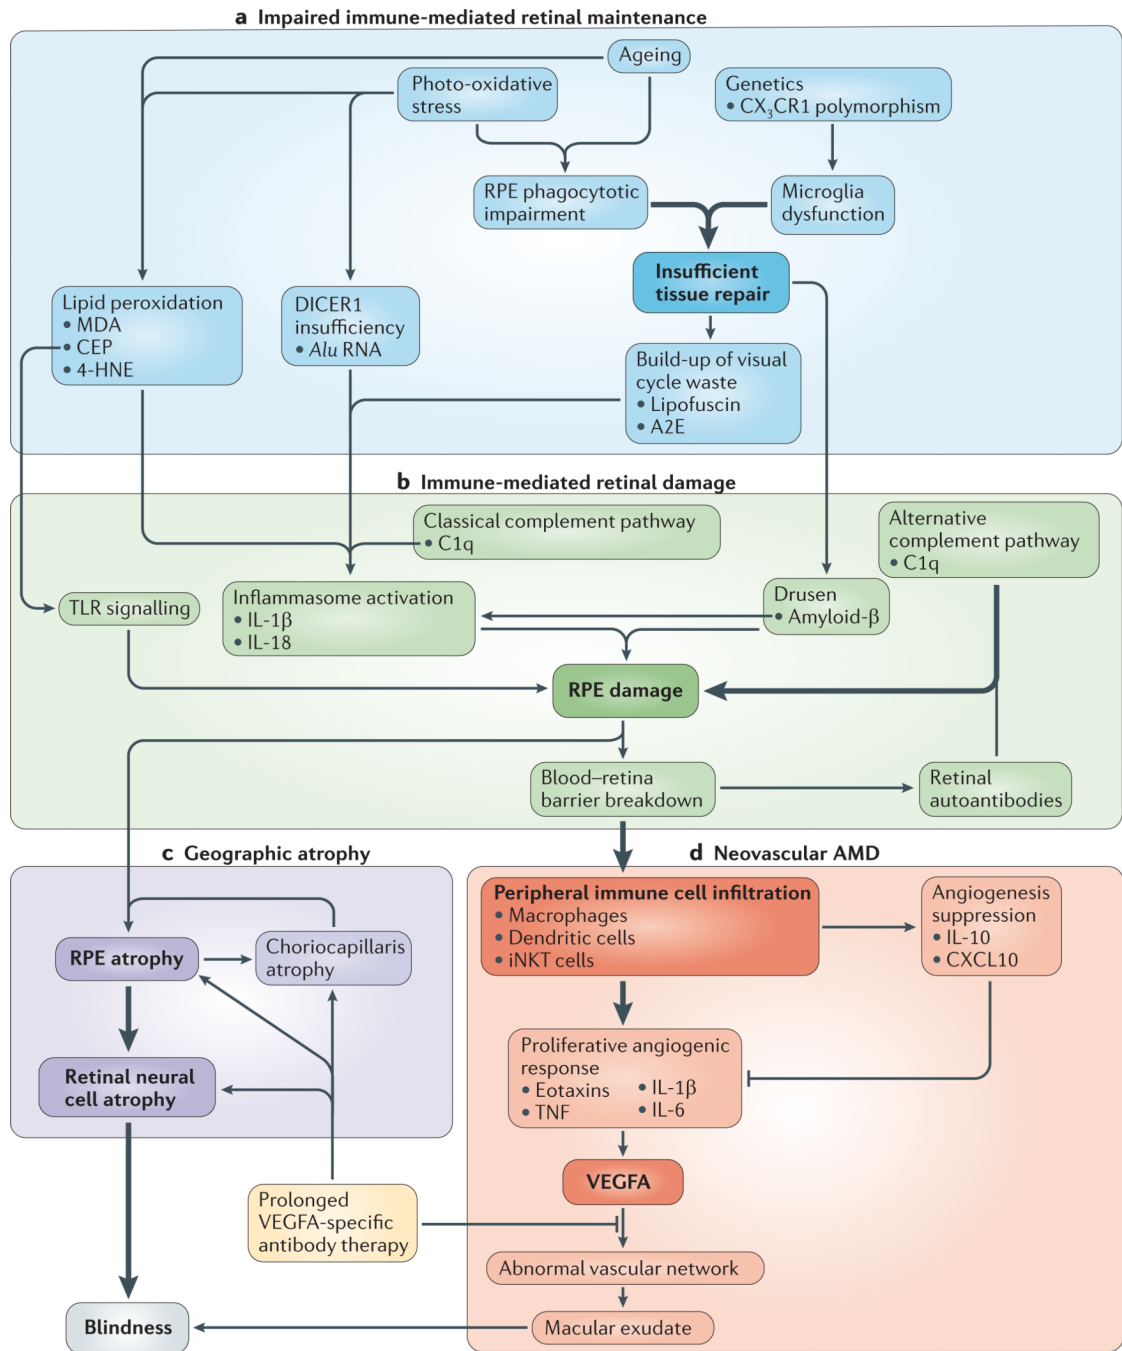 a Impaired immune-mediated retinal maintenance
Ageing
Photo-oxidative
stress
Genetics
• CX₃CR1 polymorphism
RPE phagocytotic
impairment
Microglia
dysfunction
Insufficient
tissue repair
Lipid peroxidation
• MDA
• CEP
• 4-HNE
DICER1
insufficiency
• Alu RNA
Build-up of visual
cycle waste
• Lipofuscin
• A2E
b Immune-mediated retinal damage
Classical complement pathway
• C1q
Alternative
complement pathway
• C1q
TLR signalling
Inflammasome activation
• IL-1β
• IL-18
Drusen
• Amyloid-β
RPE damage
Blood–retina
barrier breakdown
Retinal
autoantibodies
c Geographic atrophy
RPE atrophy
Choriocapillaris
atrophy
Retinal neural
cell atrophy
Prolonged
VEGFA-specific
antibody therapy
Blindness
d Neovascular AMD
Peripheral immune cell infiltration
• Macrophages
• Dendritic cells
• iNKT cells
Angiogenesis
suppression
• IL-10
• CXCL10
Proliferative angiogenic
response
• Eotaxins • IL-1β
• TNF • IL-6
VEGFA
Abnormal vascular network
Macular exudate